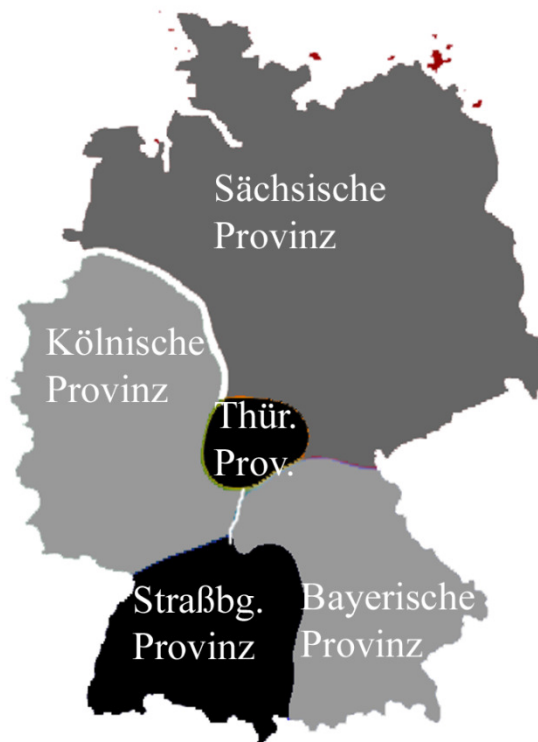 Sächsische
Provinz
Kölnische
Provinz
Thür.
Prov.
Straßbg.
Provinz
Bayerische
Provinz